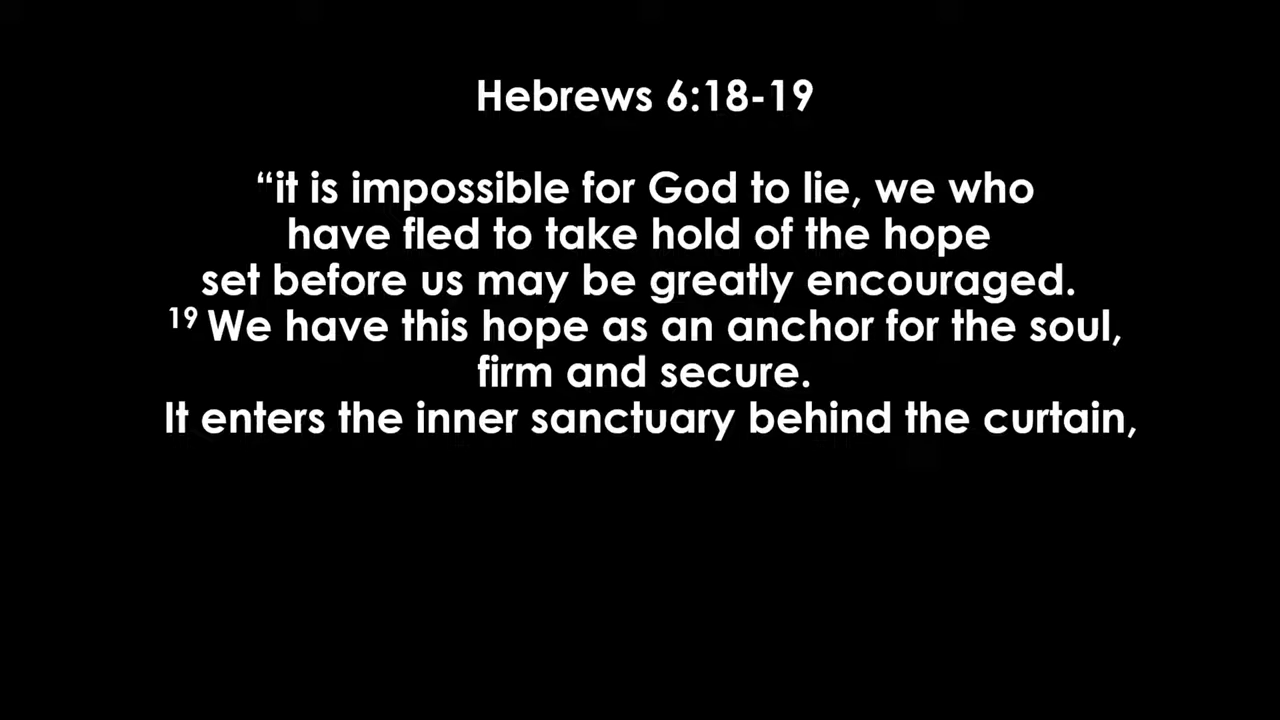 Hebrews 6:18-19
“it is impossible for God to lie, we who
have fled to take hold of the hope
set before us may be greatly encouraged.
19 We have this hope as an anchor for the soul,
firm and secure.
It enters the inner sanctuary behind the curtain,